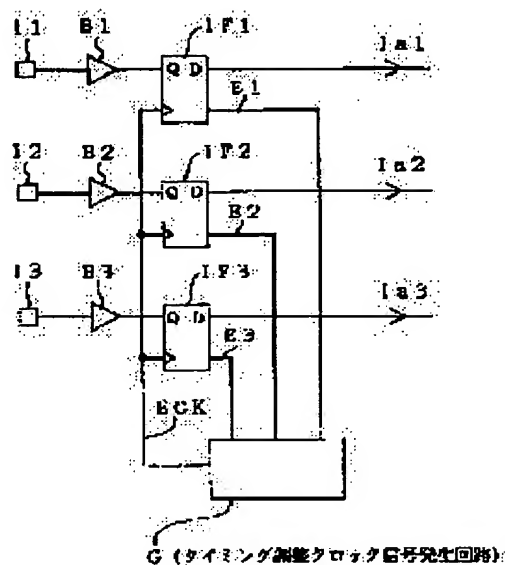 I1 B1 IF1 Ia1
Q D
E1
I2 B2 IF2 Ia2
Q D
E2
I3 B3 IF3 Ia3
Q D
E3
ECK
G (タイミング調整クロック信号発生回路)